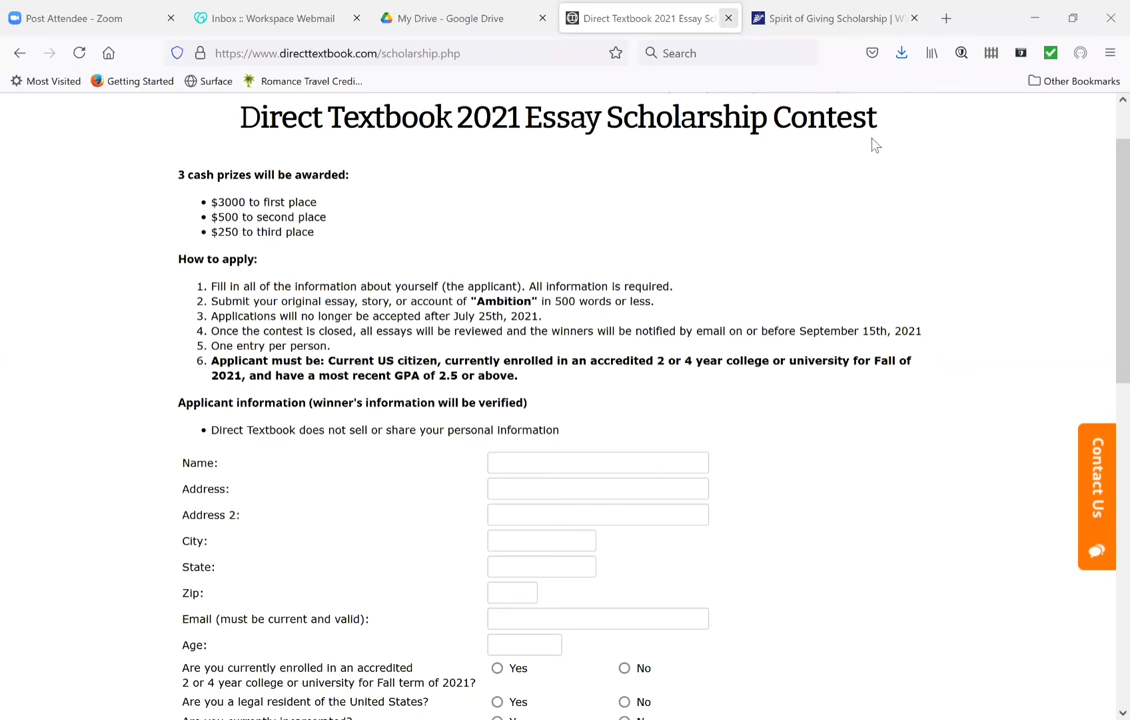 Post Attendee - Zoom
Inbox :: Workspace Webmail
My Drive - Google Drive
Direct Textbook 2021 Essay Sc
Spirit of Giving Scholarship | W
https://www.directtextbook.com/scholarship.php
Search
Most Visited
Getting Started
Surface
Romance Travel Credi...
Other Bookmarks
Direct Textbook 2021 Essay Scholarship Contest
3 cash prizes will be awarded:
• $3000 to first place
• $500 to second place
• $250 to third place
How to apply:
1. Fill in all of the information about yourself (the applicant). All information is required.
2. Submit your original essay, story, or account of "Ambition" in 500 words or less.
3. Applications will no longer be accepted after July 25th, 2021.
4. Once the contest is closed, all essays will be reviewed and the winners will be notified by email on or before September 15th, 2021
5. One entry per person.
6. Applicant must be: Current US citizen, currently enrolled in an accredited 2 or 4 year college or university for Fall of
2021, and have a most recent GPA of 2.5 or above.
Applicant information (winner's information will be verified)
• Direct Textbook does not sell or share your personal information
Contact Us
Name:
Address:
Address 2:
City:
State:
Zip:
Email (must be current and valid):
Age:
Are you currently enrolled in an accredited
2 or 4 year college or university for Fall term of 2021?
Yes
No
Are you a legal resident of the United States?
Yes
No